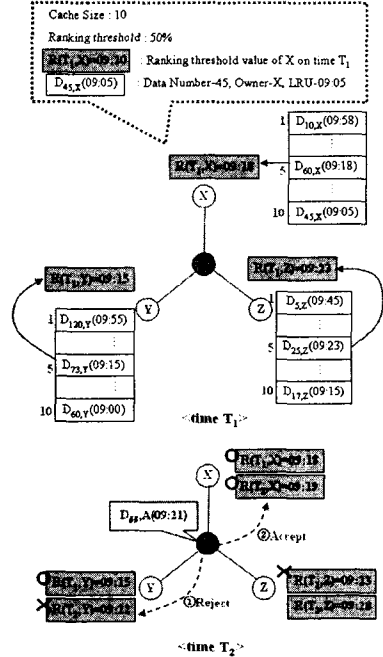 Cache Size : 10
Ranking threshold : 50%
R(T1,X)=09:20 : Ranking threshold value of X on time T1
D45,X(09:05) : Data Number-45, Owner-X, LRU-09:05
1 D10,X(09:58)
⋮
R(T1,X)=09:18 5 D60,X(09:18)
⋮
10 D45,X(09:05)
X
R(T1,Y)=09:15
R(T1,Z)=09:23
Y
Z
1 D120,Y(09:55)
⋮
5 D73,Y(09:15)
⋮
10 D60,Y(09:00)
1 D5,Z(09:45)
⋮
5 D25,Z(09:23)
⋮
10 D17,Z(09:15)
<time T1>
X
R(T1,X)=09:18
R(T2,X)=09:19
D55,A(09:21)
②Accept
Y
Z
R(T1,Y)=09:15
①Reject
R(T1,Z)=09:23
<time T2>